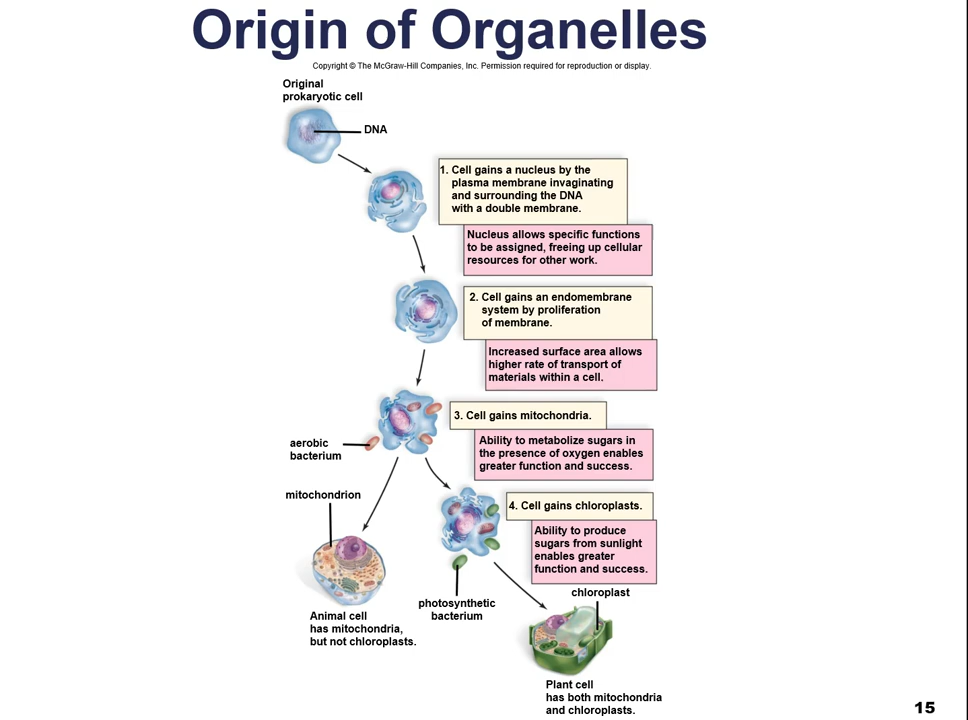 Origin of Organelles
Copyright © The McGraw-Hill Companies, Inc. Permission required for reproduction or display.
Original
prokaryotic cell
DNA
1. Cell gains a nucleus by the
plasma membrane invaginating
and surrounding the DNA
with a double membrane.
Nucleus allows specific functions
to be assigned, freeing up cellular
resources for other work.
2. Cell gains an endomembrane
system by proliferation
of membrane.
Increased surface area allows
higher rate of transport of
materials within a cell.
3. Cell gains mitochondria.
Ability to metabolize sugars in
the presence of oxygen enables
greater function and success.
aerobic
bacterium
mitochondrion
4. Cell gains chloroplasts.
Ability to produce
sugars from sunlight
enables greater
function and success.
chloroplast
photosynthetic
bacterium
Animal cell
has mitochondria,
but not chloroplasts.
Plant cell
has both mitochondria
and chloroplasts.
15